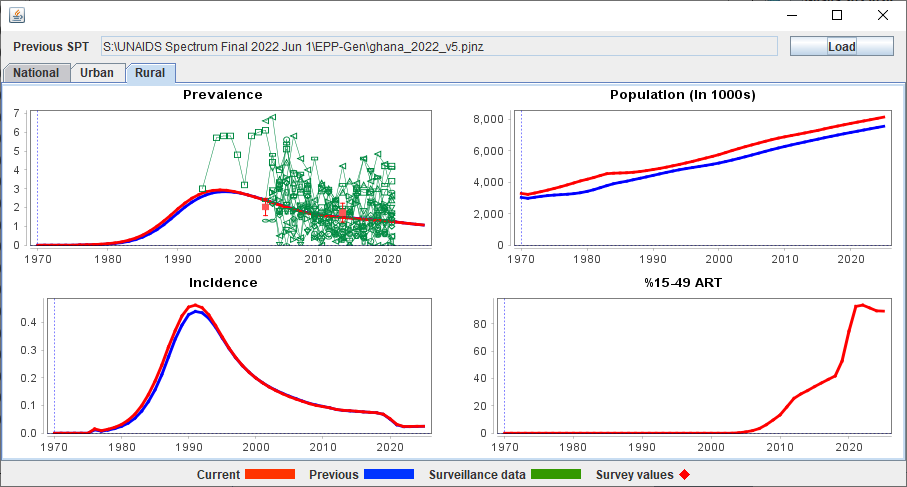 Previous SPT S:\UNAIDS Spectrum Final 2022 Jun 1\EPP-Gen\ghana_2022_v5.pjnz Load
National Urban Rural
Prevalence
7
6
5
4
3
2
1
0
1970 1980 1990 2000 2010 2020
Population (in 1000s)
8,000
6,000
4,000
2,000
0
1970 1980 1990 2000 2010 2020
Incidence
0.4
0.3
0.2
0.1
0.0
1970 1980 1990 2000 2010 2020
%15-49 ART
80
60
40
20
0
1970 1980 1990 2000 2010 2020
Current Previous Surveillance data Survey values